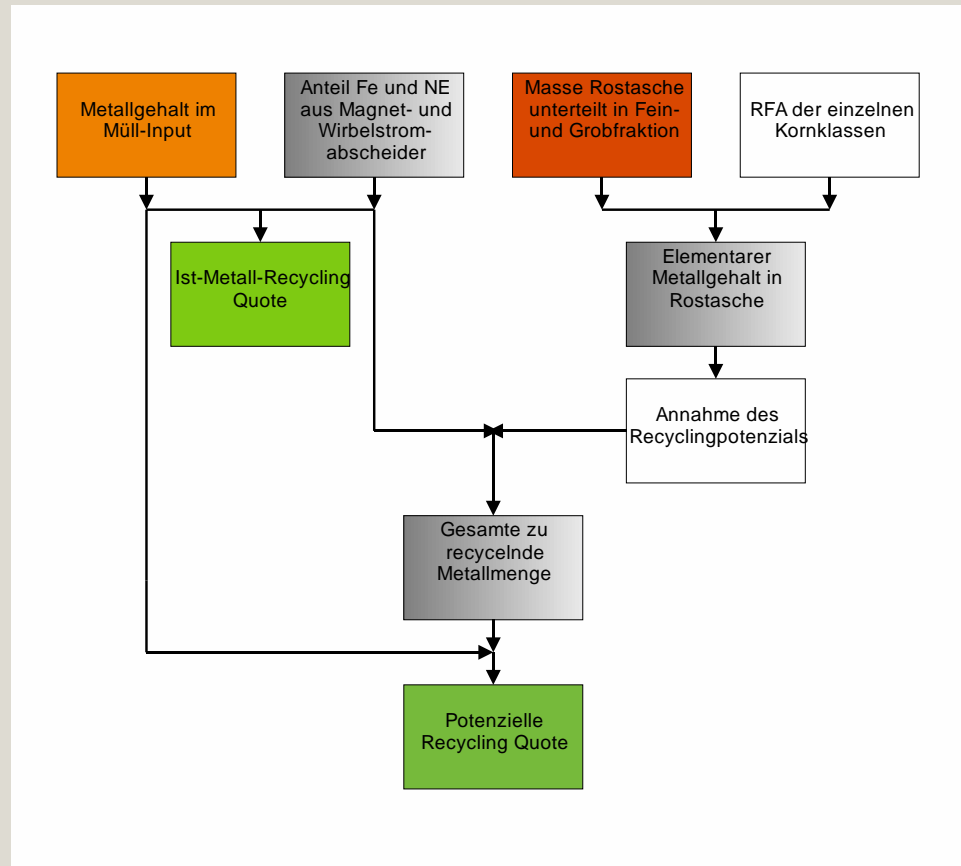 Metallgehalt im
Müll-Input
Anteil Fe und NE
aus Magnet- und
Wirbelstrom-
abscheider
Masse Rostasche
unterteilt in Fein-
und Grobfraktion
RFA der einzelnen
Kornklassen
Ist-Metall-Recycling
Quote
Elementarer
Metallgehalt in
Rostasche
Annahme des
Recyclingpotenzials
Gesamte zu
recycelnde
Metallmenge
Potenzielle
Recycling Quote